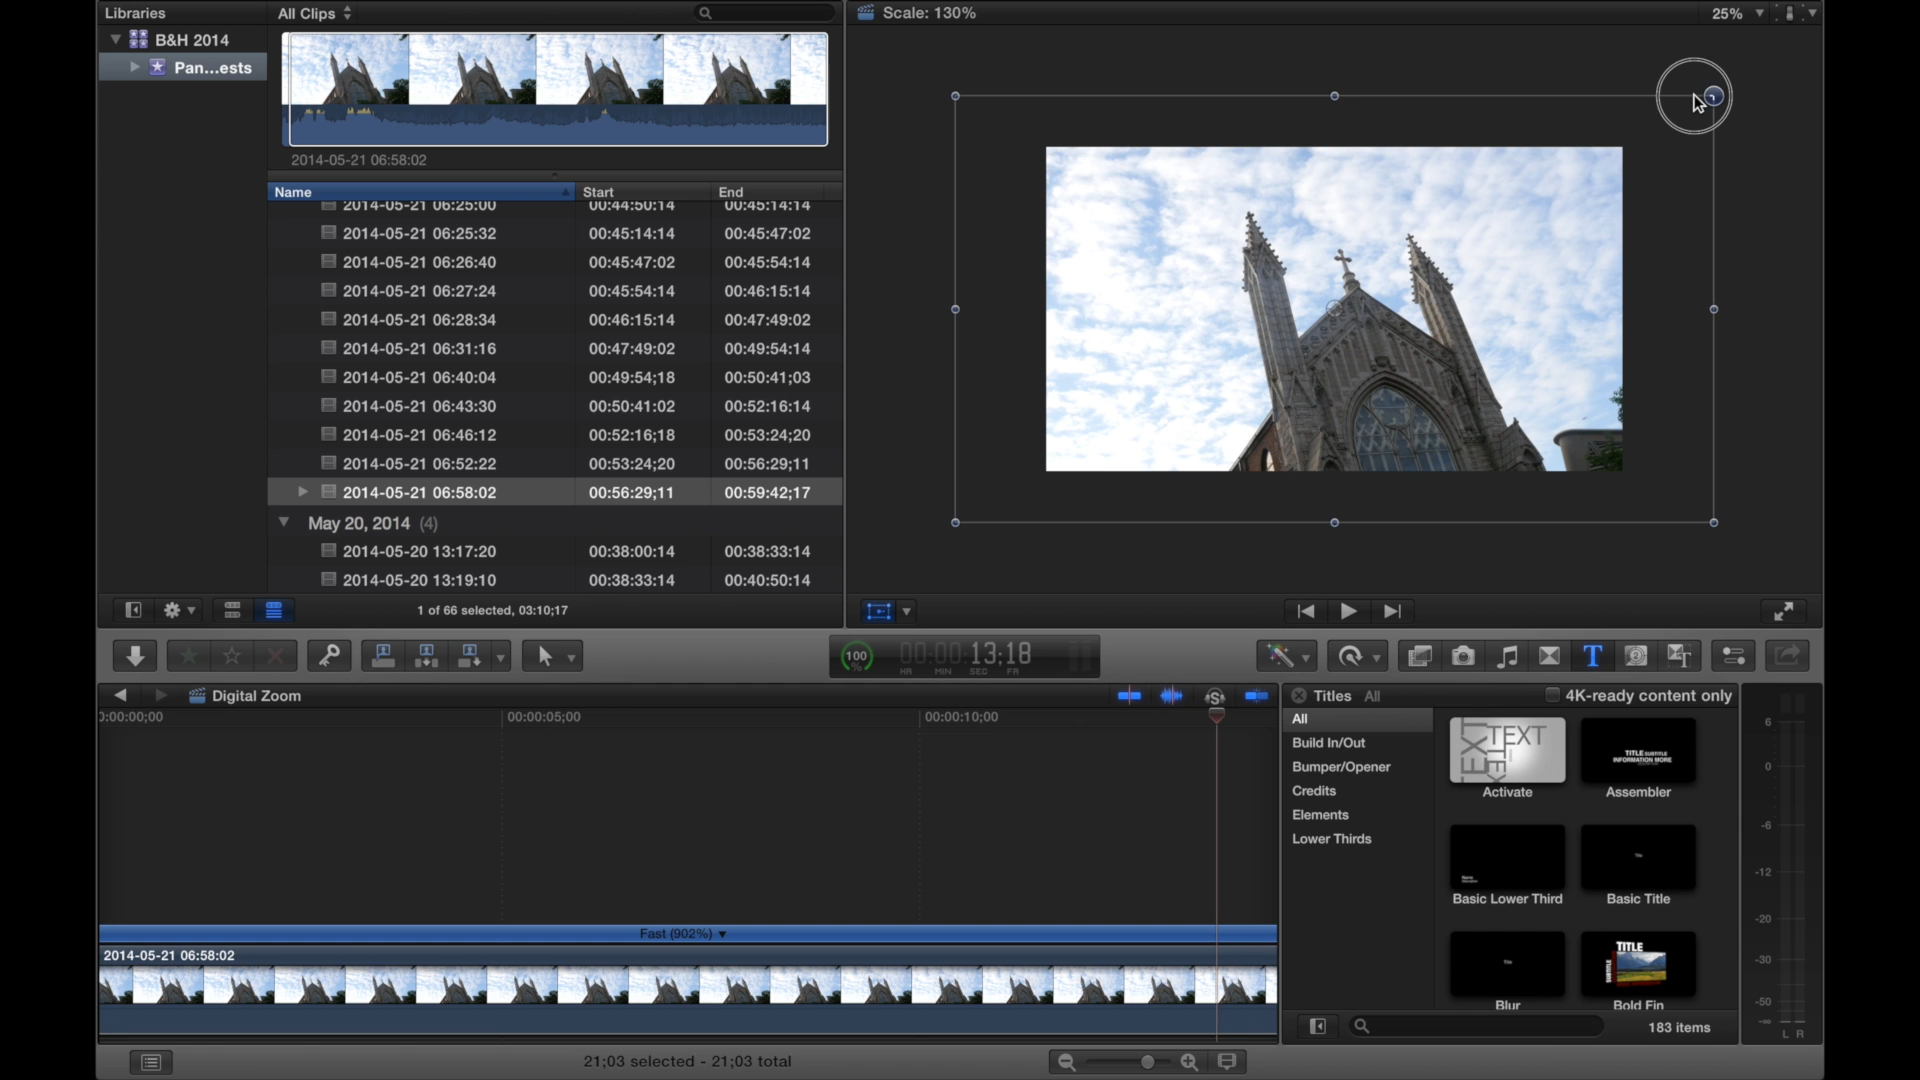 Libraries
All Clips
Scale: 130%
25%
B&H 2014
Pan...ests
2014-05-21 06:58:02
Name Start End
2014-05-21 06:25:00 00:44:50:14 00:45:14:14
2014-05-21 06:25:32 00:45:14:14 00:45:47:02
2014-05-21 06:26:40 00:45:47:02 00:45:54:14
2014-05-21 06:27:24 00:45:54:14 00:46:15:14
2014-05-21 06:28:34 00:46:15:14 00:47:49:02
2014-05-21 06:31:16 00:47:49:02 00:49:54:14
2014-05-21 06:40:04 00:49:54;18 00:50:41;03
2014-05-21 06:43:30 00:50:41:02 00:52:16:14
2014-05-21 06:46:12 00:52:16;18 00:53:24;20
2014-05-21 06:52:22 00:53:24;20 00:56:29;11
2014-05-21 06:58:02 00:56:29;11 00:59:42;17
May 20, 2014 (4)
2014-05-20 13:17:20 00:38:00:14 00:38:33:14
2014-05-20 13:19:10 00:38:33:14 00:40:50:14
1 of 66 selected, 03:10;17
100 %
00:00:13;18
HR MIN SEC FR
Digital Zoom
0:00:00;00 00:00:05;00 00:00:10;00
Fast (902%)
2014-05-21 06:58:02
Titles All
4K-ready content only
All
Build In/Out
Bumper/Opener
Credits
Elements
Lower Thirds
TEXT
TEXT
Activate
TITLE SUBTITLE
INFORMATION MORE
Assembler
Name
Basic Lower Third
Title
Basic Title
Title
Blur
TITLE
SUBTITLE
Bold Fin
183 items
6
0
-6
-12
-20
-30
-50
-∞
L R
21;03 selected - 21;03 total